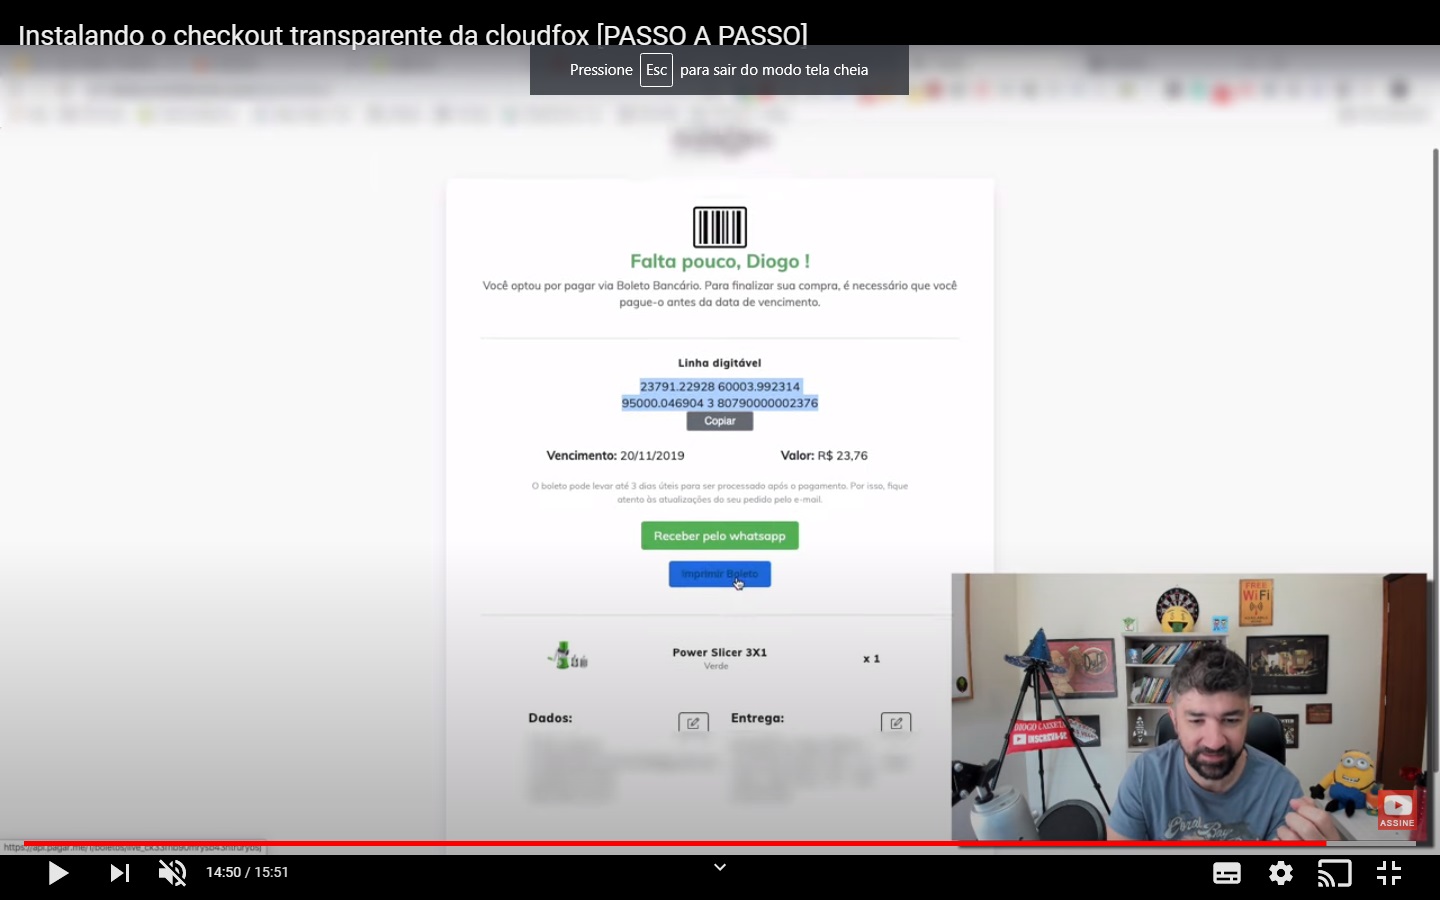 Instalando o checkout transparente da cloudfox [PASSO A PASSO]
Pressione Esc para sair do modo tela cheia
Falta pouco, Diogo !
Você optou por pagar via Boleto Bancário. Para finalizar sua compra, é necessário que você
pague-o antes da data de vencimento.
Linha digitável
23791.22928 60003.992314
95000.046904 3 80790000002376
Copiar
Vencimento: 20/11/2019
Valor: R$ 23,76
O boleto pode levar até 3 dias úteis para ser processado após o pagamento. Por isso, fique
atento às atualizações do seu pedido pelo e-mail.
Receber pelo whatsapp
Imprimir Boleto
Power Slicer 3X1
Verde
x 1
Dados:
Entrega:
FREE
WiFi
Duff
DIOGO CAIXETA
INSCREVA-SE
ASSINE
14:50 / 15:51